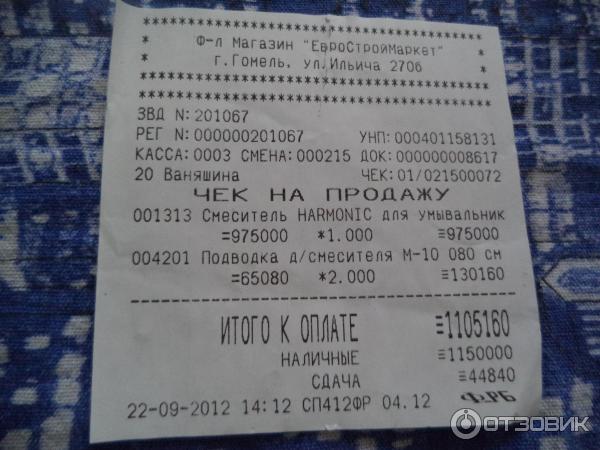 ************************************
* Ф-л Магазин "ЕвроСтройМаркет" *
* г.Гомель. ул.Ильича 270б *
************************************
ЗВД N:201067
РЕГ N:000000201067 УНП:000401158131
КАССА:0003 СМЕНА:000215 ДОК:000000008617
20 Ваняшина ЧЕК:01/021500072
ЧЕК НА ПРОДАЖУ
001313 Смеситель HARMONIC для умывальник
=975000 *1.000 ≡975000
004201 Подводка д/смесителя М-10 080 см
=65080 *2.000 ≡130160
ИТОГО К ОПЛАТЕ ≡1105160
НАЛИЧНЫЕ ≡1150000
СДАЧА ≡44840
22-09-2012 14:12 СП412ФР 04.12 ФРБ
ОТЗОВИК